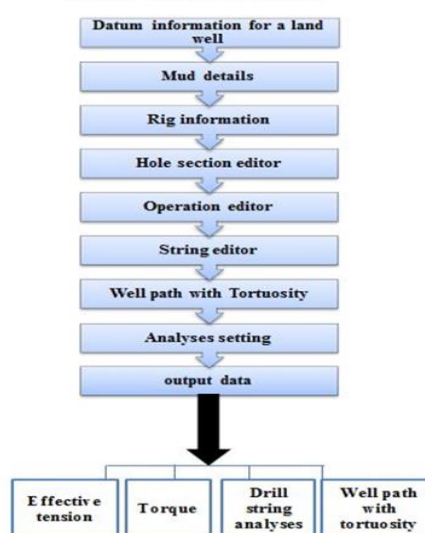 Datum information for a land
well
Mud details
Rig information
Hole section editor
Operation editor
String editor
Well path with Tortuosity
Analyses setting
output data
Effective
tension
Torque
Drill
string
analyses
Well path
with
tortuosity